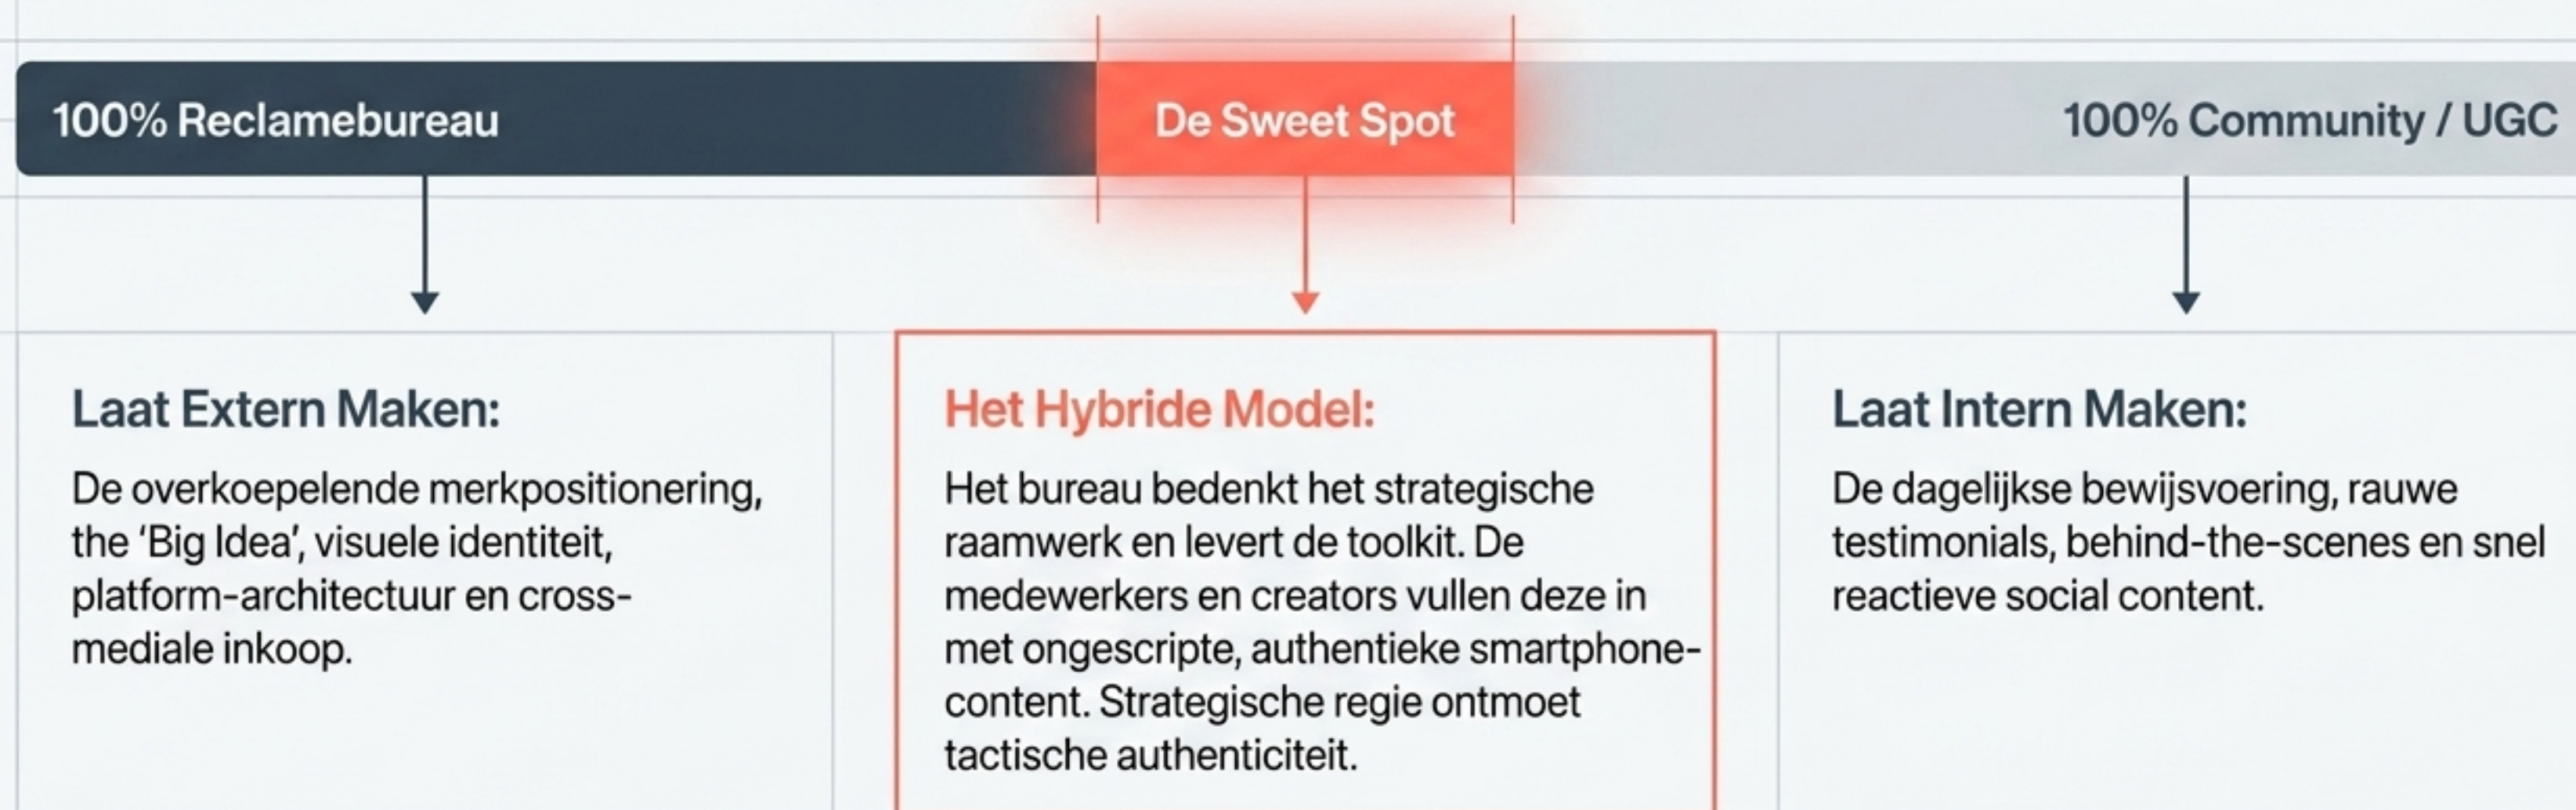 100% Reclamebureau
De Sweet Spot
100% Community / UGC
Laat Extern Maken:
De overkoepelende merkpositionering,
the ‘Big Idea’, visuele identiteit,
platform-architectuur en cross-
mediale inkoop.
Het Hybride Model:
Het bureau bedenkt het strategische
raamwerk en levert de toolkit. De
medewerkers en creators vullen deze in
met ongescripte, authentieke smartphone-
content. Strategische regie ontmoet
tactische authenticiteit.
Laat Intern Maken:
De dagelijkse bewijsvoering, rauwe
testimonials, behind-the-scenes en snel
reactieve social content.